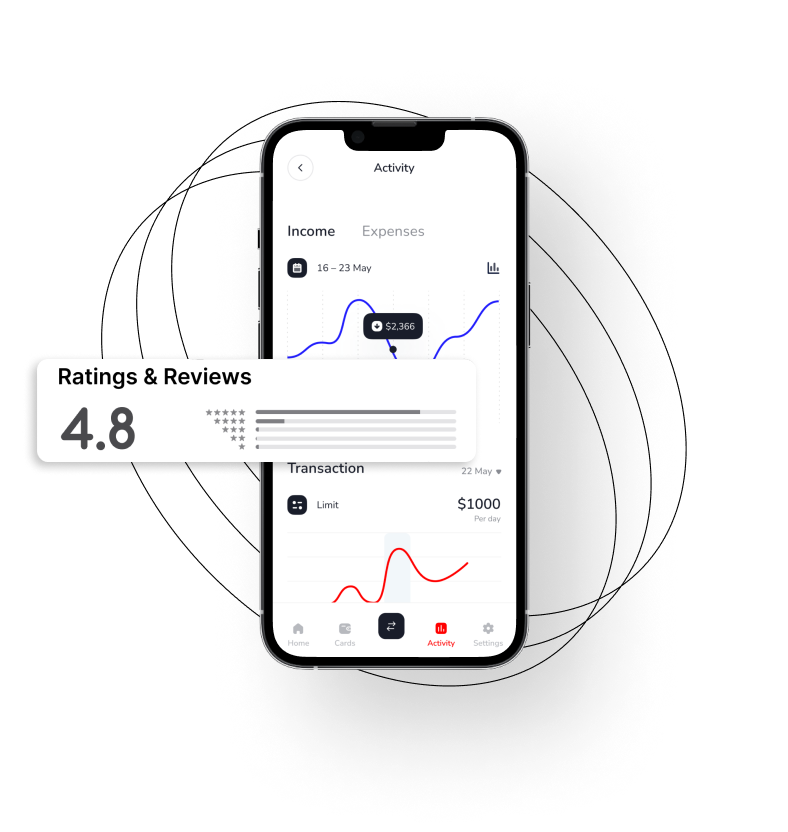 Activity
Income Expenses
16 – 23 May
$2,366
Ratings & Reviews
4.8
Transaction
22 May
Limit
$1000
Per day
Home Cards Activity Settings